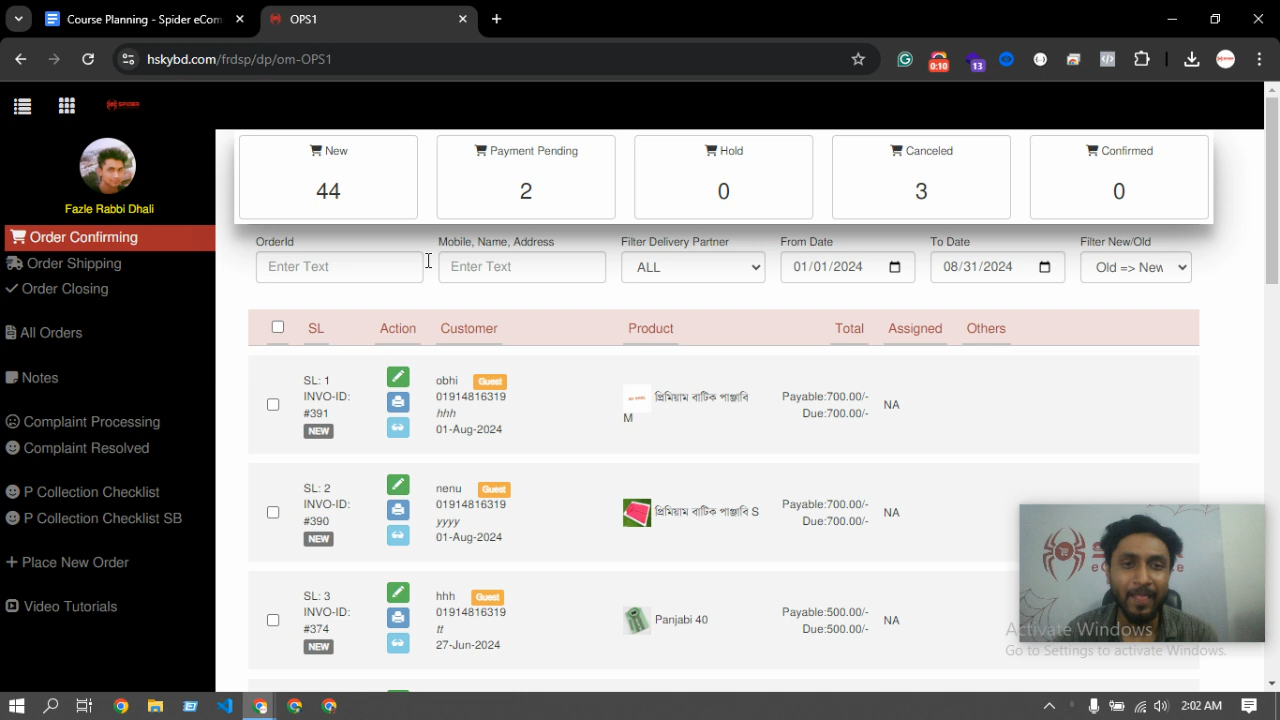 Course Planning - Spider eCom
OPS1
hskybd.com/frdsp/dp/om-OPS1
0:10
13
SPIDER
Fazle Rabbi Dhali
Order Confirming
Order Shipping
Order Closing
All Orders
Notes
Complaint Processing
Complaint Resolved
P Collection Checklist
P Collection Checklist SB
Place New Order
Video Tutorials
New
44
Payment Pending
2
Hold
0
Canceled
3
Confirmed
0
OrderId
Enter Text
Mobile, Name, Address
Enter Text
Filter Delivery Partner
ALL
From Date
01/01/2024
To Date
08/31/2024
Filter New/Old
Old => New
SL Action Customer Product Total Assigned Others
SL: 1
INVO-ID:
#391
NEW
obhi Guest
01914816319
hhh
01-Aug-2024
প্রিমিয়াম বাটিক পাঞ্জাবি
M
Payable:700.00/-
Due:700.00/-
NA
SL: 2
INVO-ID:
#390
NEW
nenu Guest
01914816319
yyyy
01-Aug-2024
প্রিমিয়াম বাটিক পাঞ্জাবি S
Payable:700.00/-
Due:700.00/-
NA
SL: 3
INVO-ID:
#374
NEW
hhh Guest
01914816319
tt
27-Jun-2024
Panjabi 40
Payable:500.00/-
Due:500.00/-
NA
Activate Windows
Go to Settings to activate Windows.
2:02 AM